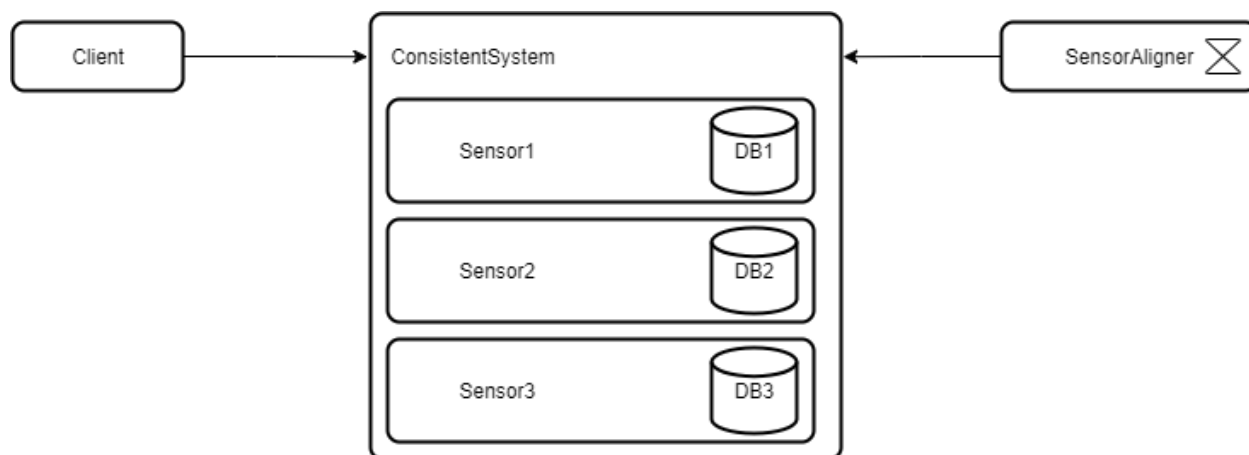 Client
ConsistentSystem
SensorAligner
Sensor1
DB1
Sensor2
DB2
Sensor3
DB3